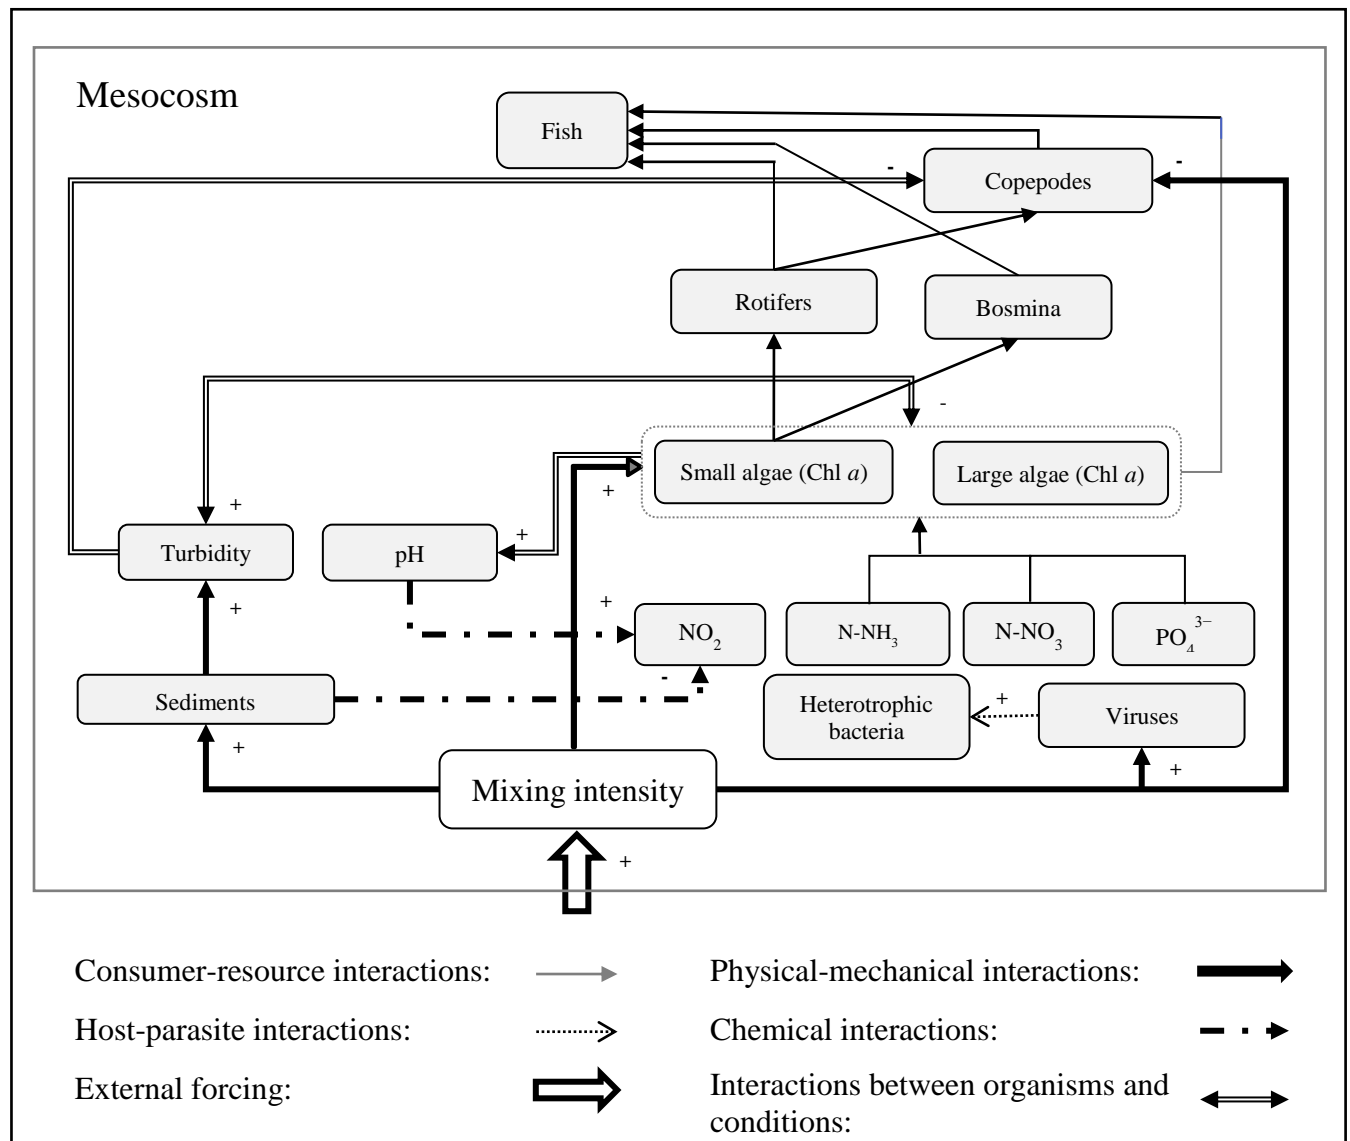 Mesocosm
Fish
-
-
Copepodes
Rotifers
Bosmina
-
Small algae (Chl a)
Large algae (Chl a)
+
+
+
Turbidity
pH
+
+
NO2
N-NH3
N-NO3
PO4 3−
-
Sediments
Heterotrophic
bacteria
+
Viruses
+
+
Mixing intensity
+
Consumer-resource interactions:
Physical-mechanical interactions:
Host-parasite interactions:
Chemical interactions:
External forcing:
Interactions between organisms and
conditions: